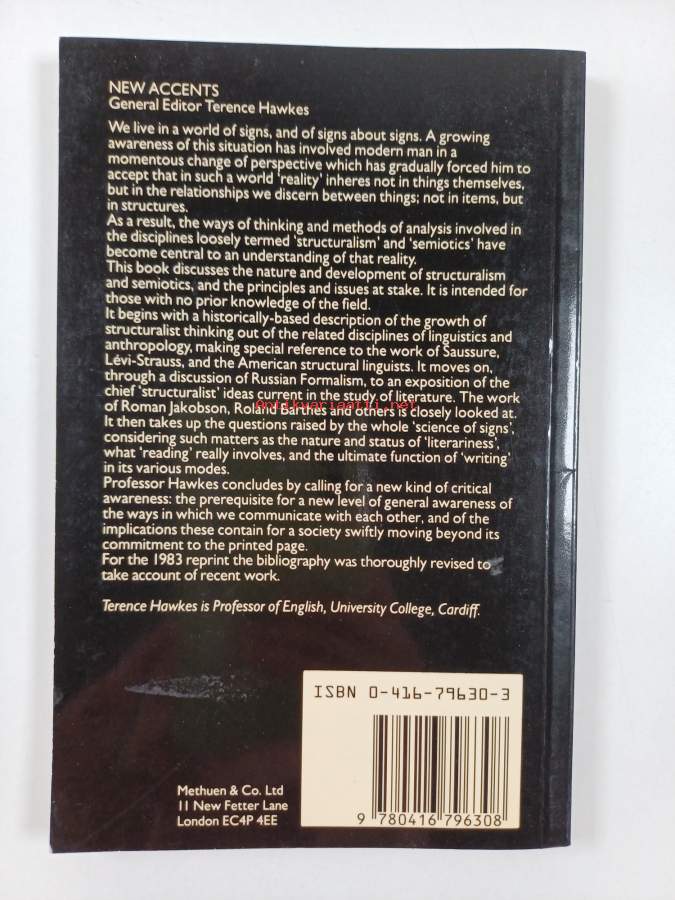 NEW ACCENTS
General Editor Terence Hawkes
We live in a world of signs, and of signs about signs. A growing
awareness of this situation has involved modern man in a
momentous change of perspective which has gradually forced him to
accept that in such a world 'reality' inheres not in things themselves,
but in the relationships we discern between things; not in items, but
in structures.
As a result, the ways of thinking and methods of analysis involved in
the disciplines loosely termed 'structuralism' and 'semiotics' have
become central to an understanding of that reality.
This book discusses the nature and development of structuralism
and semiotics, and the principles and issues at stake. It is intended for
those with no prior knowledge of the field.
It begins with a historically-based description of the growth of
structuralist thinking out of the related disciplines of linguistics and
anthropology, making special reference to the work of Saussure,
Lévi-Strauss, and the American structural linguists. It moves on,
through a discussion of Russian Formalism, to an exposition of the
chief 'structuralist' ideas current in the study of literature. The work
of Roman Jakobson, Roland Barthes and others is closely looked at.
Antikvariaatti.net
It then takes up the questions raised by the whole 'science of signs',
considering such matters as the nature and status of 'literariness',
what 'reading' really involves, and the ultimate function of 'writing'
in its various modes.
Professor Hawkes concludes by calling for a new kind of critical
awareness: the prerequisite for a new level of general awareness of
the ways in which we communicate with each other, and of the
implications these contain for a society swiftly moving beyond its
commitment to the printed page.
For the 1983 reprint the bibliography was thoroughly revised to
take account of recent work.
Terence Hawkes is Professor of English, University College, Cardiff.
ISBN 0-416-79630-3
9 780416 796308
Methuen & Co. Ltd
11 New Fetter Lane
London EC4P 4EE